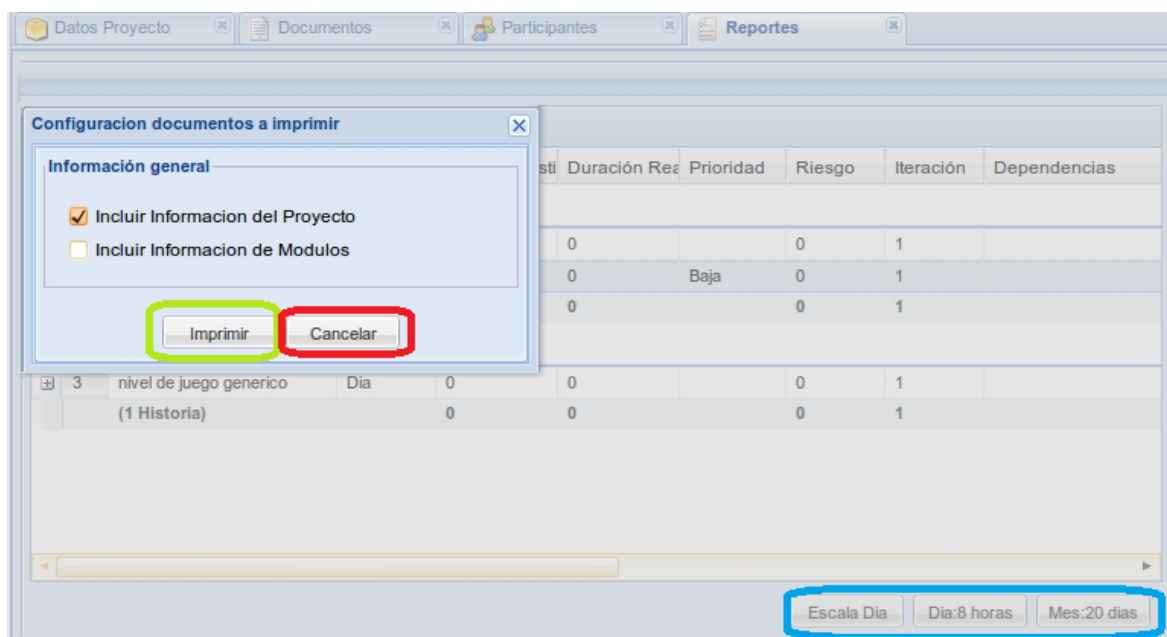 Datos Proyecto Documentos Participantes Reportes
Configuracion documentos a imprimir
Información general
sti Duración Rea Prioridad Riesgo Iteración Dependencias
Incluir Informacion del Proyecto
Incluir Informacion de Modulos
0 0 1
0 Baja 0 1
0 0 1
Imprimir Cancelar
3 nivel de juego generico Dia 0 0 0 1
(1 Historia) 0 0 0 1
Escala Dia Dia:8 horas Mes:20 dias